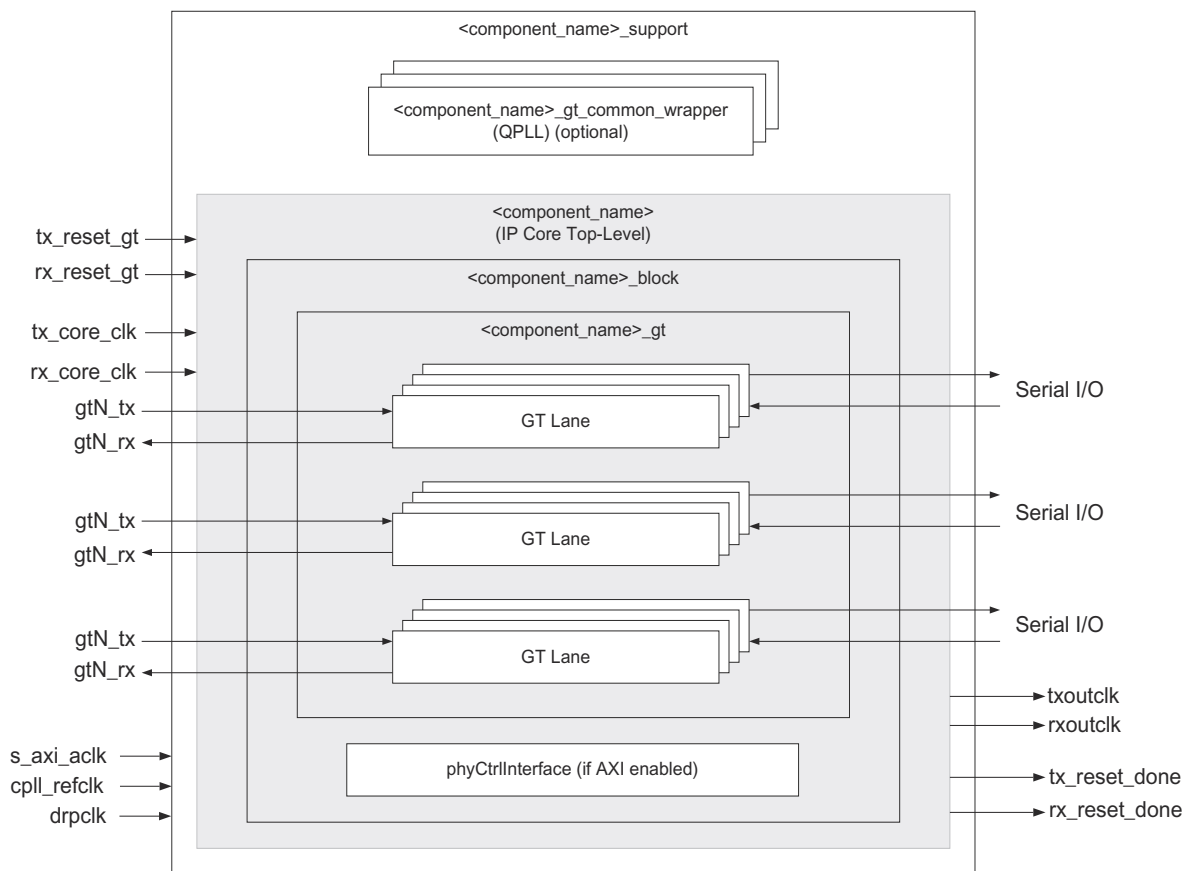 <component_name>_support
<component_name>_gt_common_wrapper
(QPLL) (optional)
<component_name>
(IP Core Top-Level)
tx_reset_gt
rx_reset_gt
<component_name>_block
tx_core_clk
<component_name>_gt
rx_core_clk
gtN_tx
GT Lane
Serial I/O
gtN_rx
gtN_tx
GT Lane
Serial I/O
gtN_rx
gtN_tx
GT Lane
Serial I/O
gtN_rx
txoutclk
rxoutclk
s_axi_aclk
cpll_refclk
drpclk
phyCtrlInterface (if AXI enabled)
tx_reset_done
rx_reset_done